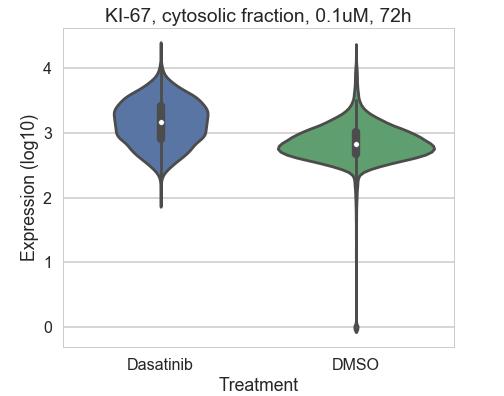 KI-67, cytosolic fraction, 0.1uM, 72h
Expression (log10)
4
3
2
1
0
Dasatinib
DMSO
Treatment